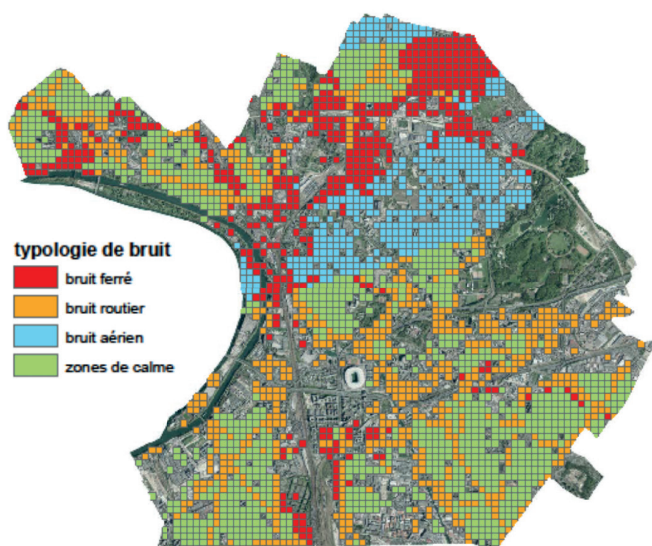 typologie de bruit
bruit ferré
bruit routier
bruit aérien
zones de calme